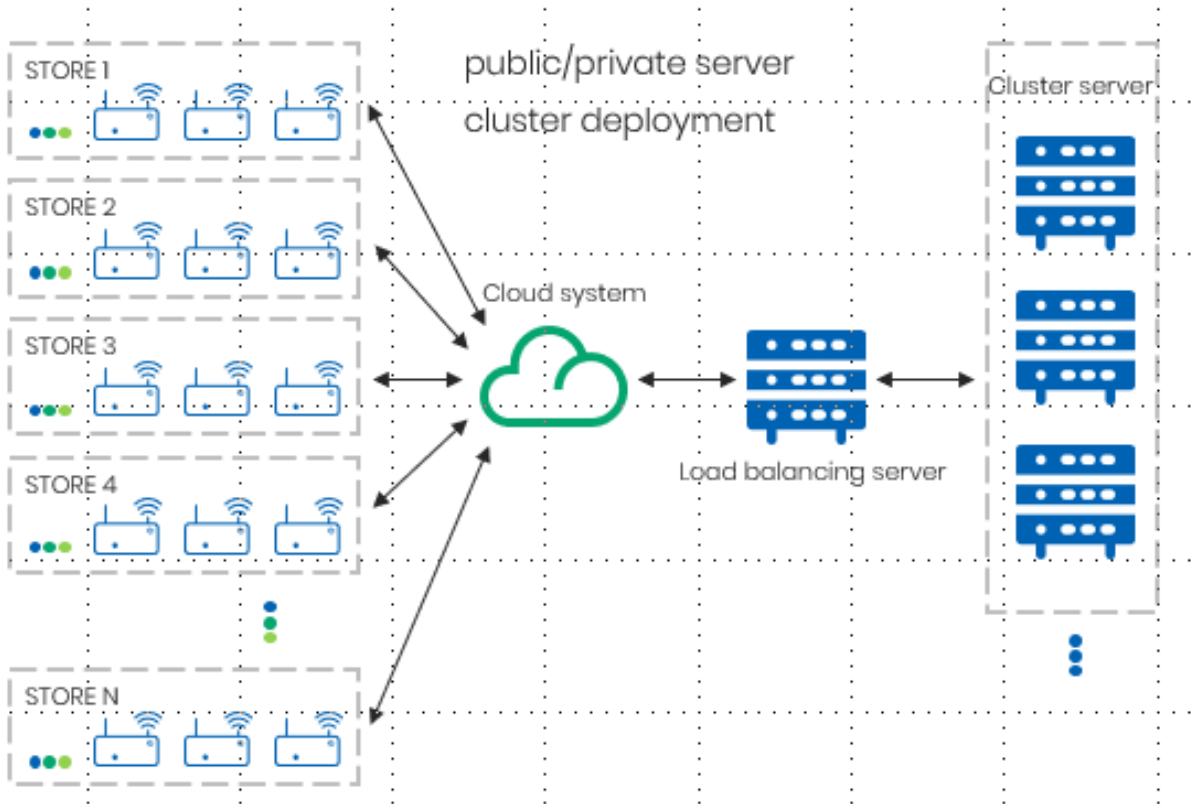 STORE 1
public/private server
cluster deployment
Cluster server
STORE 2
Cloud system
STORE 3
Load balancing server
STORE 4
STORE N